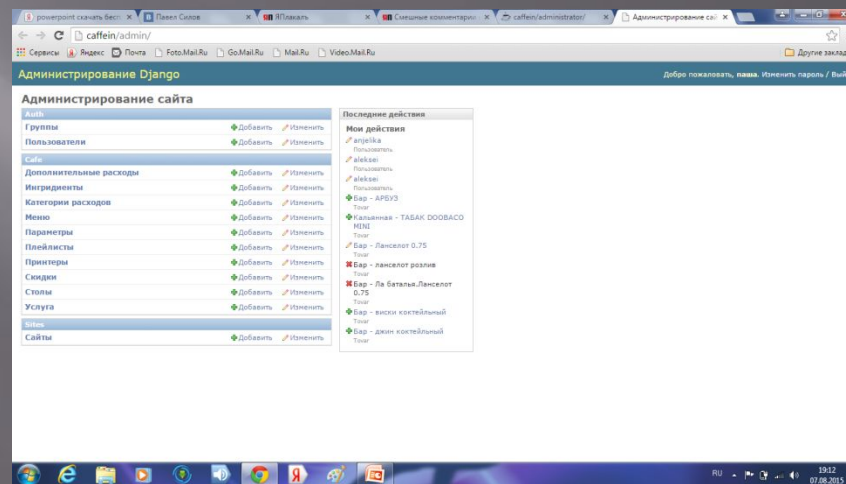 powerpoint скачать бесп
Павел Силов
ЯПлакалъ
Смешные комментарии
caffein/administrator/
Администрирование сай
caffein/admin/
Сервисы
Яндекс
Почта
Foto.Mail.Ru
Go.Mail.Ru
Mail.Ru
Video.Mail.Ru
Другие заклад
Администрирование Django
Добро пожаловать, паша. Изменить пароль / Вый
Администрирование сайта
Auth
Группы Добавить Изменить
Пользователи Добавить Изменить
Cafe
Дополнительные расходы Добавить Изменить
Ингридиенты Добавить Изменить
Категории расходов Добавить Изменить
Меню Добавить Изменить
Параметры Добавить Изменить
Плейлисты Добавить Изменить
Принтеры Добавить Изменить
Скидки Добавить Изменить
Столы Добавить Изменить
Услуга Добавить Изменить
Sites
Сайты Добавить Изменить
Последние действия
Мои действия
anjelika
Пользователь
aleksei
Пользователь
aleksei
Пользователь
Бар - АРБУЗ
Tovar
Кальянная - TАБАК DOOBACO
MINI
Tovar
Бар - Ланселот 0.75
Tovar
Бар - ланселот розлив
Tovar
Бар - Ла баталья.Ланселот
0.75
Tovar
Бар - виски коктейльный
Tovar
Бар - джин коктейльный
Tovar
RU
19:12
07.08.2015